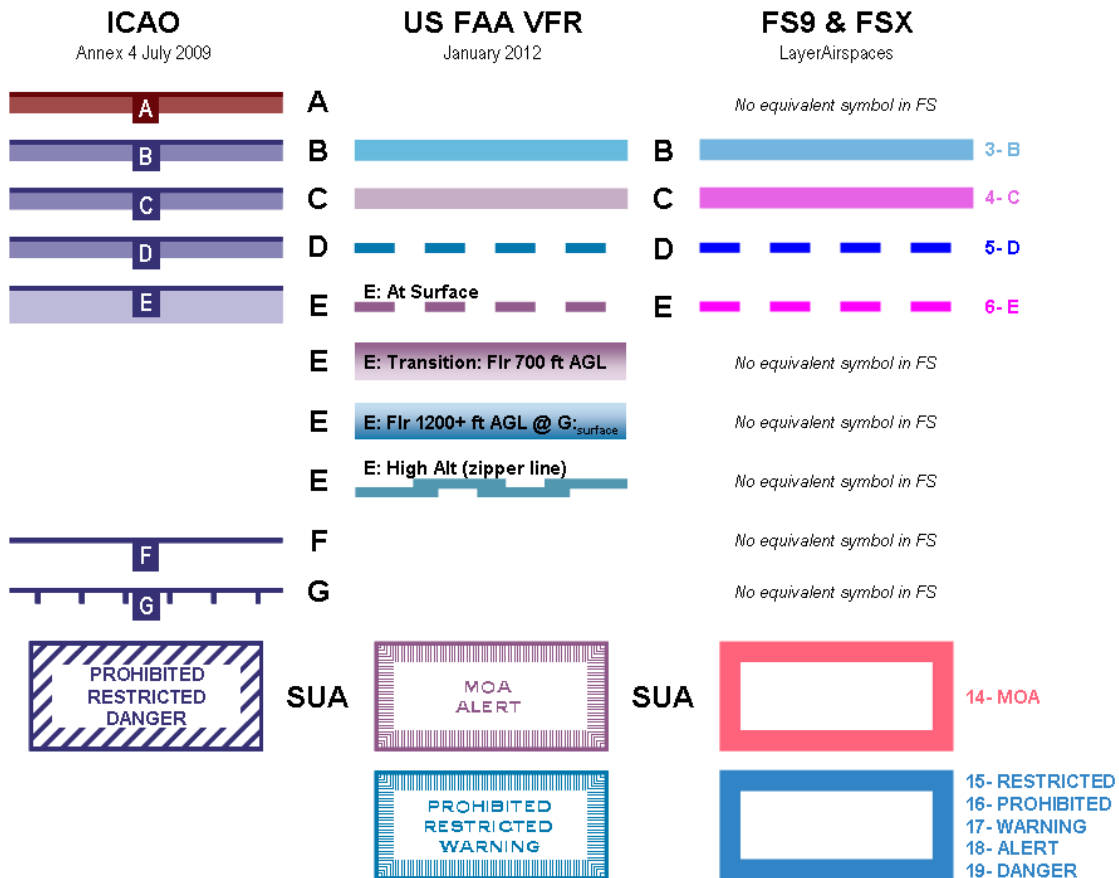 ICAO
Annex 4 July 2009
US FAA VFR
January 2012
FS9 & FSX
LayerAirspaces
A A No equivalent symbol in FS
B B B 3- B
C C C 4- C
D D D 5- D
E E E: At Surface E 6- E
E E: Transition: Flr 700 ft AGL No equivalent symbol in FS
E E: Flr 1200+ ft AGL @ G:surface No equivalent symbol in FS
E E: High Alt (zipper line) No equivalent symbol in FS
F F No equivalent symbol in FS
G G No equivalent symbol in FS
PROHIBITED
RESTRICTED
DANGER
SUA
MOA
ALERT
SUA
14- MOA
PROHIBITED
RESTRICTED
WARNING
15- RESTRICTED
16- PROHIBITED
17- WARNING
18- ALERT
19- DANGER